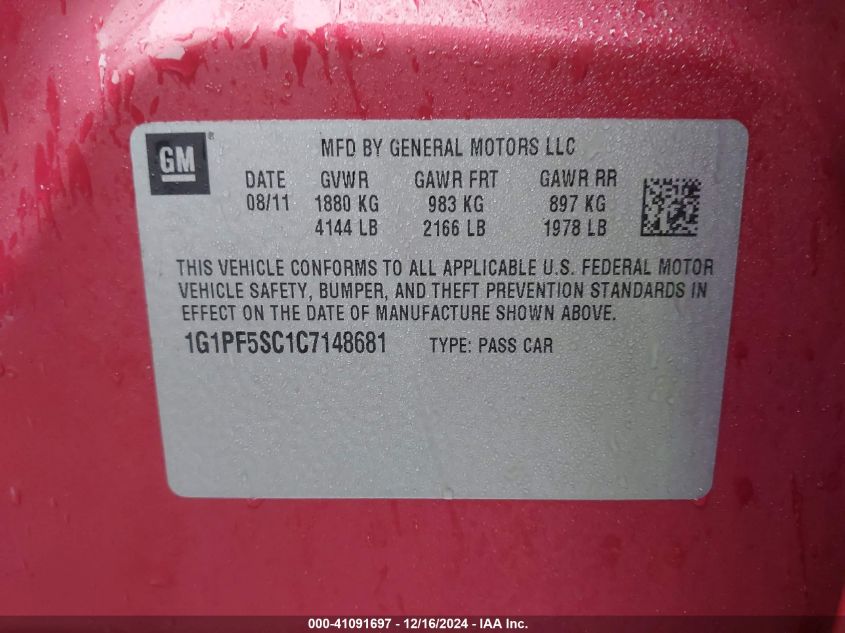 GM® MFD BY GENERAL MOTORS LLC
DATE GVWR GAWR FRT GAWR RR
08/11 1880 KG 983 KG 897 KG
4144 LB 2166 LB 1978 LB
THIS VEHICLE CONFORMS TO ALL APPLICABLE U.S. FEDERAL MOTOR
VEHICLE SAFETY, BUMPER, AND THEFT PREVENTION STANDARDS IN
EFFECT ON THE DATE OF MANUFACTURE SHOWN ABOVE.
1G1PF5SC1C7148681 TYPE: PASS CAR
000-41091697 - 12/16/2024 - IAA Inc.